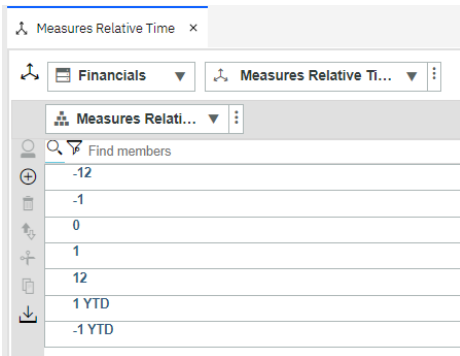 Measures Relative Time ×
Financials ▼ Measures Relative Ti... ▼
Measures Relati... ▼
Find members
-12
-1
0
1
12
1 YTD
-1 YTD